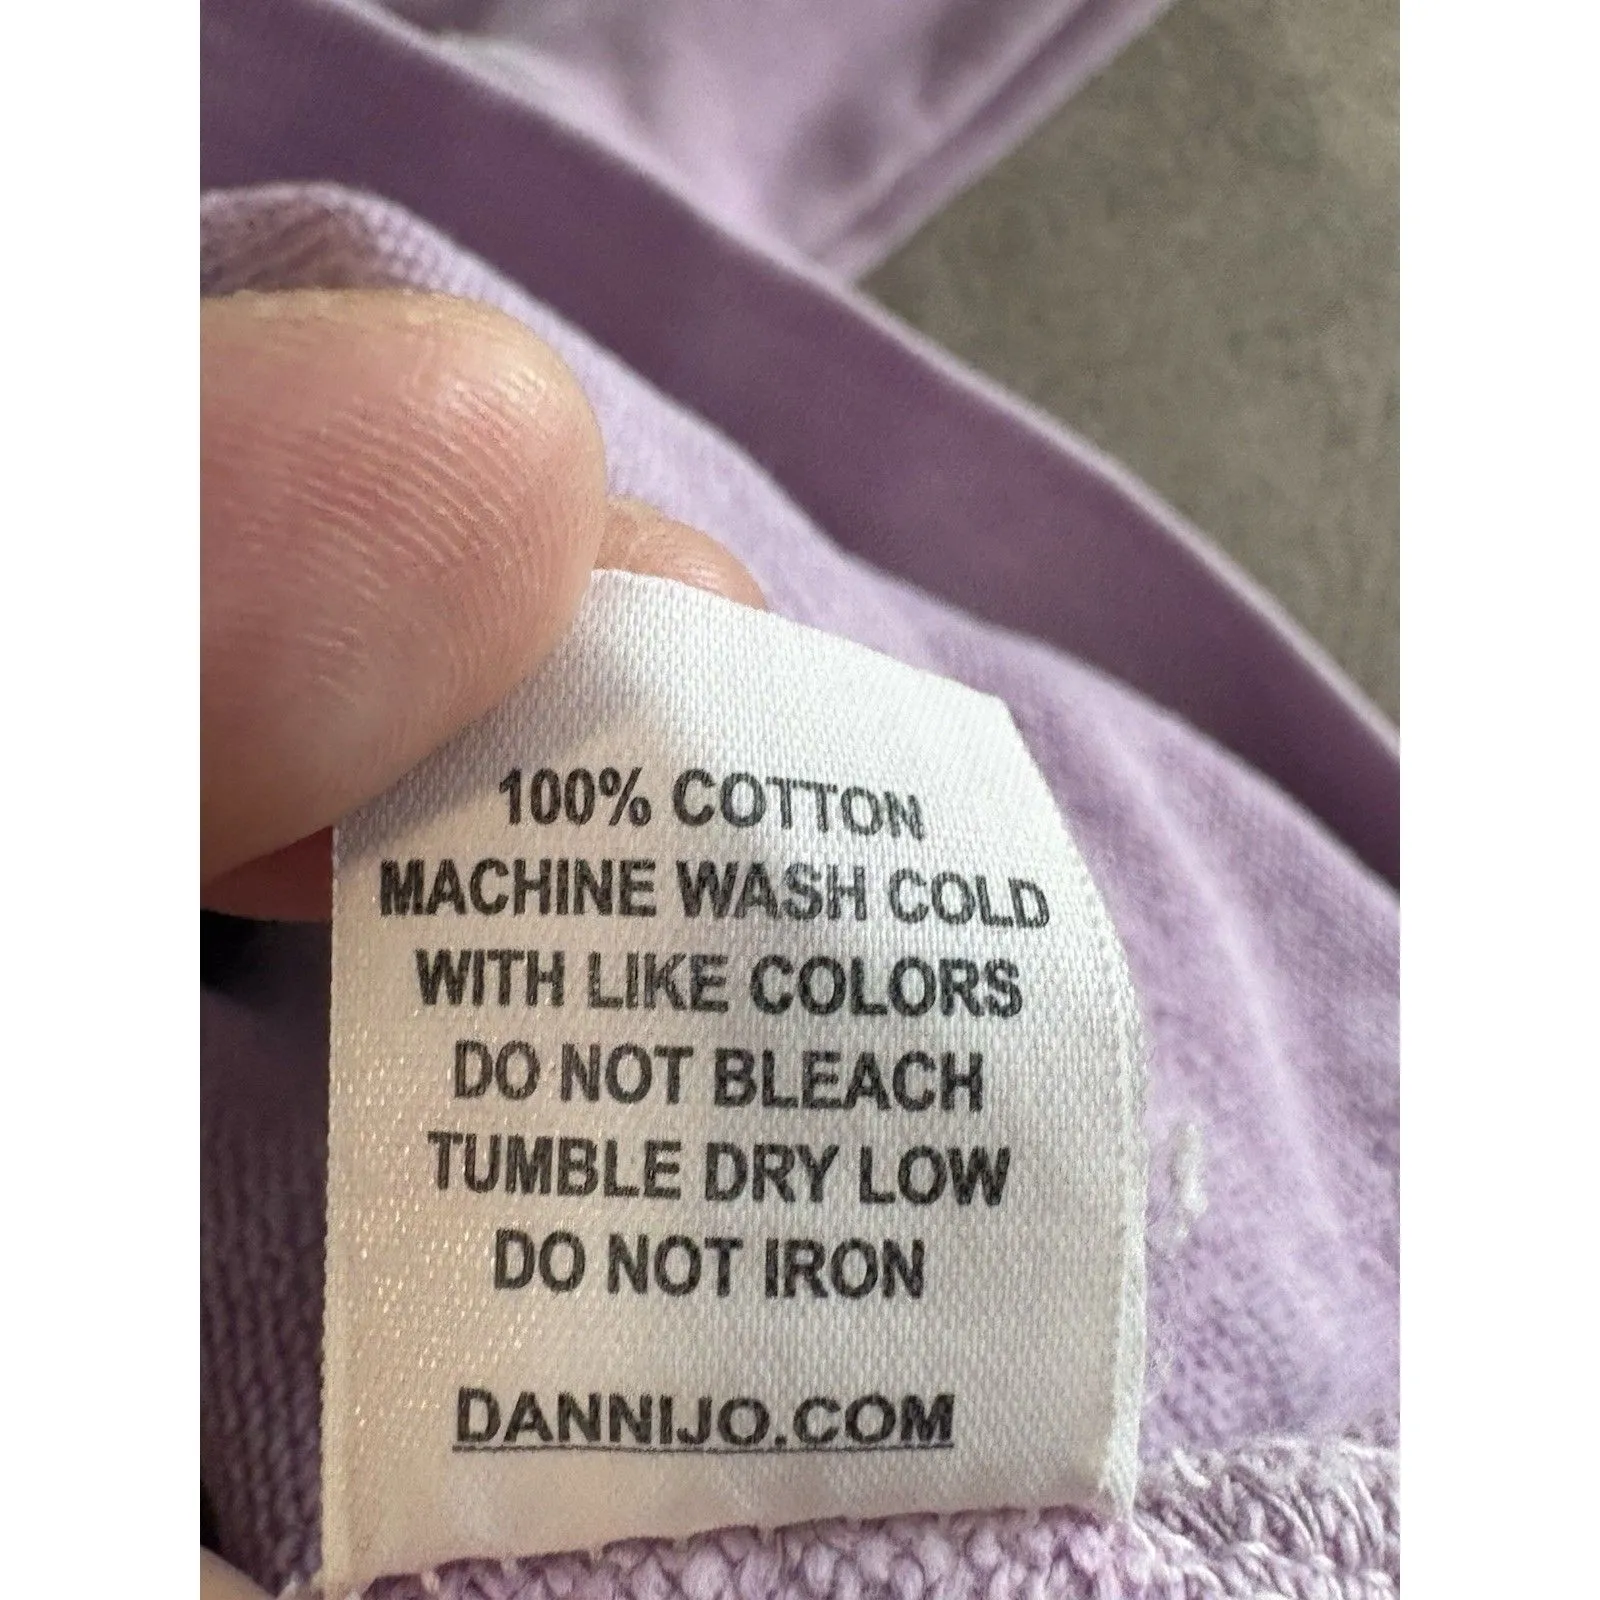 100% COTTON
MACHINE WASH COLD
WITH LIKE COLORS
DO NOT BLEACH
TUMBLE DRY LOW
DO NOT IRON
DANNIJO.COM